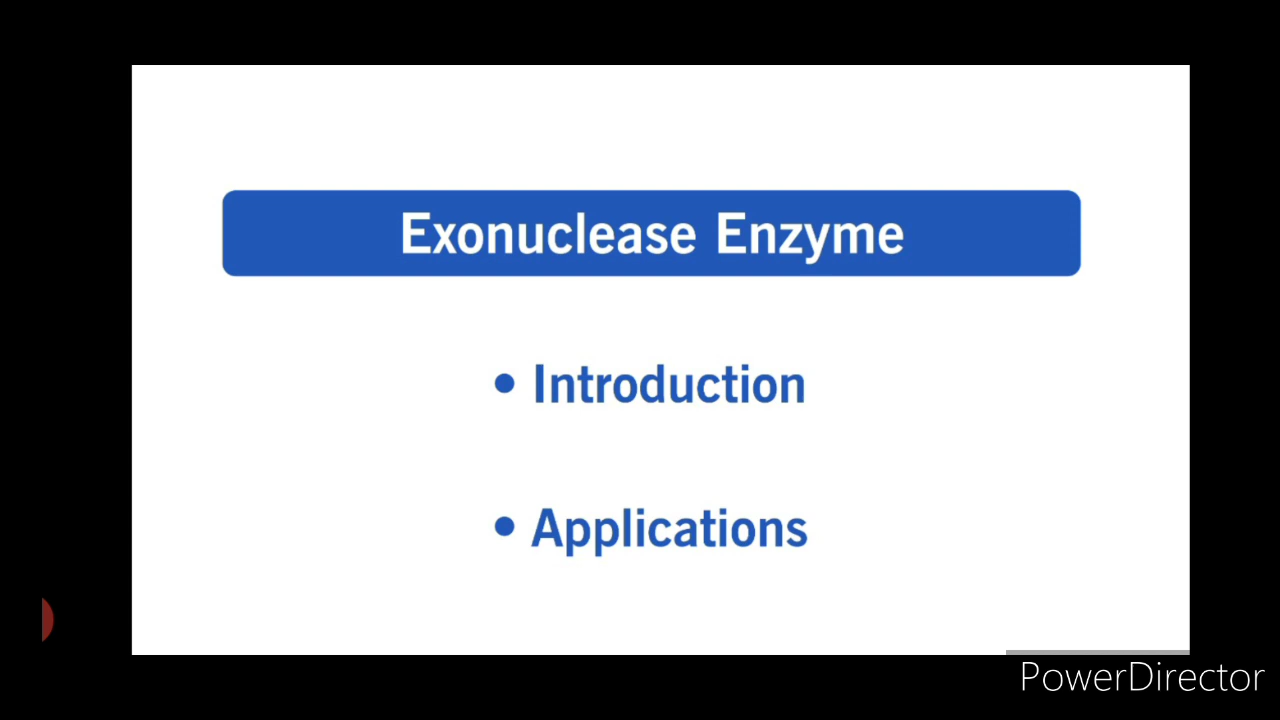 Exonuclease Enzyme
• Introduction
• Applications
PowerDirector